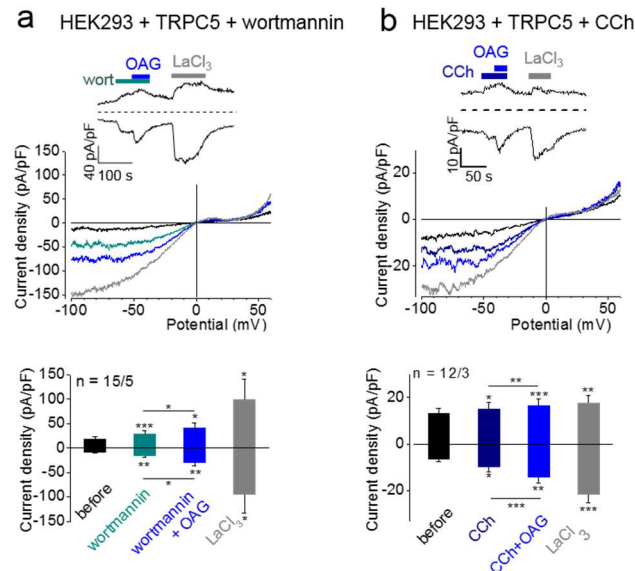 a HEK293 + TRPC5 + wortmannin
OAG
wort
LaCl3
40 pA/pF
100 s
Current density (pA/pF)
100
50
0
-50
-100
150
-100
-50
0
50
Potential (mV)
Current density (pA/pF)
150
100
50
0
50
-100
-150
n = 15/5
*
***
*
*
**
**
*
*
before
wortmannin
wortmannin
+ OAG
LaCl3
b HEK293 + TRPC5 + CCh
OAG
CCh
LaCl3
10 pA/pF
50 s
Current density (pA/pF)
20
0
-20
-100
-50
0
50
Potential (mV)
Current density (pA/pF)
20
0
-20
n = 12/3
**
*
***
**
*
**
***
***
before
CCh
CCh+OAG
LaCl
3